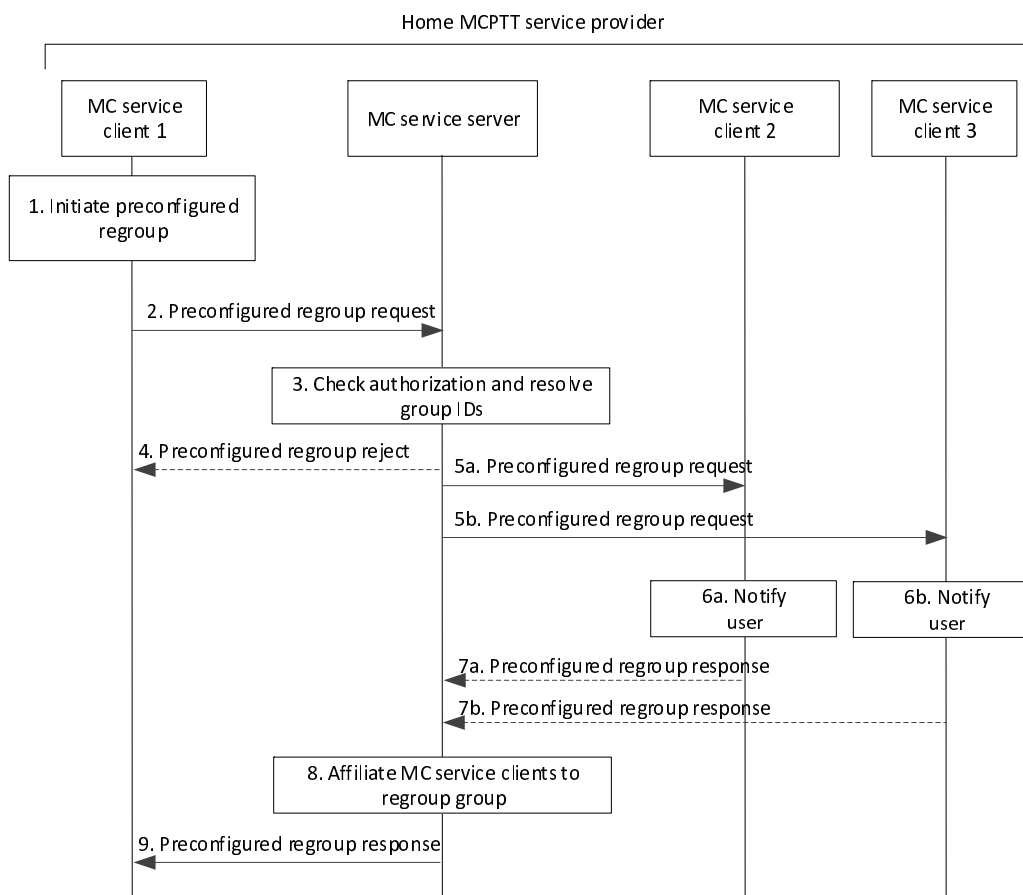 Home MCPTT service provider
MC service
client 1
MC service server
MC service
client 2
MC service
client 3
1. Initiate preconfigured
regroup
2. Preconfigured regroup request
3. Check authorization and resolve
group IDs
4. Preconfigured regroup reject
5a. Preconfigured regroup request
5b. Preconfigured regroup request
6a. Notify
user
6b. Notify
user
7a. Preconfigured regroup response
7b. Preconfigured regroup response
8. Affiliate MC service clients to
regroup group
9. Preconfigured regroup response